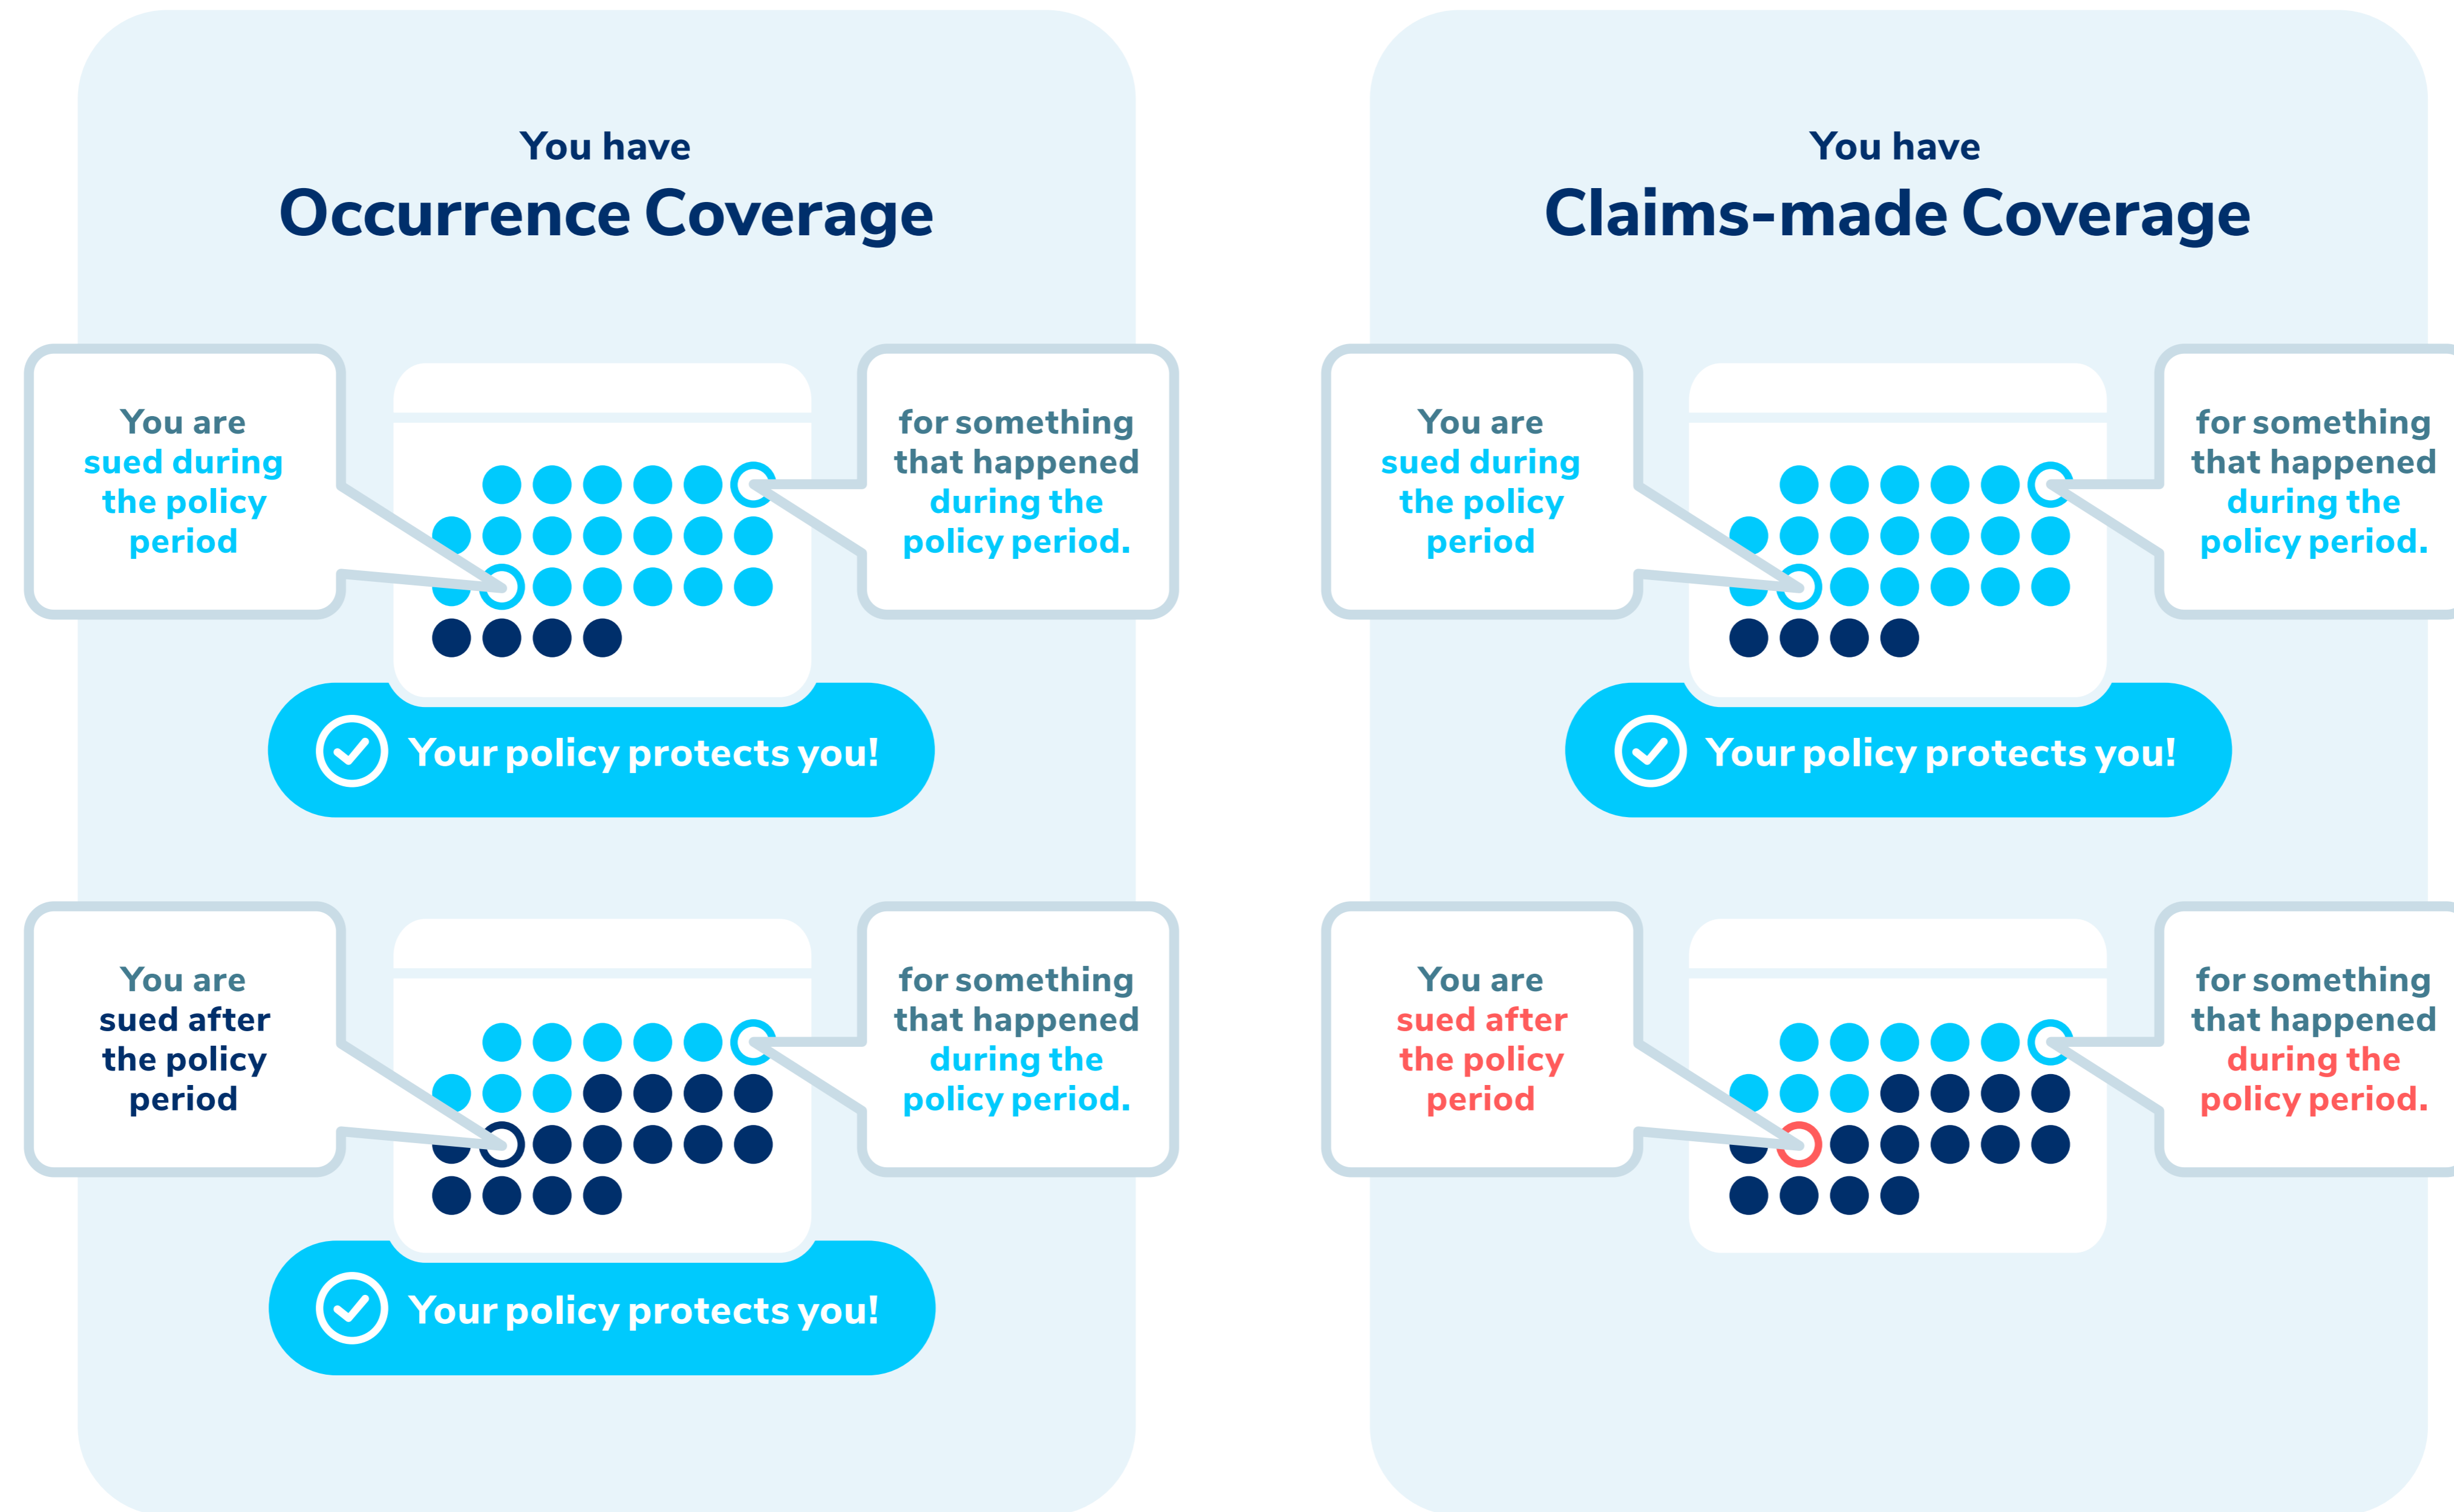 You have
Occurrence Coverage
You are
sued during
the policy
period
for something
that happened
during the
policy period.
Your policy protects you!
You are
sued after
the policy
period
for something
that happened
during the
policy period.
Your policy protects you!
You have
Claims-made Coverage
You are
sued during
the policy
period
for something
that happened
during the
policy period.
Your policy protects you!
You are
sued after
the policy
period
for something
that happened
during the
policy period.